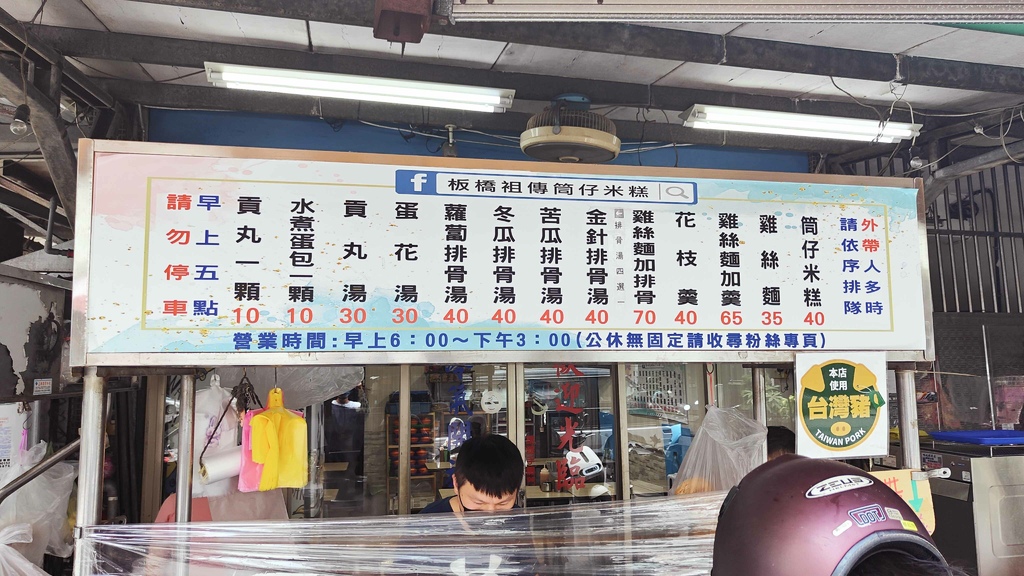 f 板橋祖傳筒仔米糕
外帶人多時
請依序排隊
筒仔米糕 40
雞絲麵 35
雞絲麵加羹 65
花枝羹 40
雞絲麵加排骨 70
排骨湯四選一
金針排骨湯 40
苦瓜排骨湯 40
冬瓜排骨湯 40
蘿蔔排骨湯 40
蛋花湯 30
貢丸湯 30
水煮蛋包一顆 10
貢丸一顆 10
早上五點
請勿停車
營業時間:早上6:00~下午3:00(公休無固定請收尋粉絲專頁)
本店
使用
台灣豬
TAIWAN PORK
歡迎光臨
ZEUS